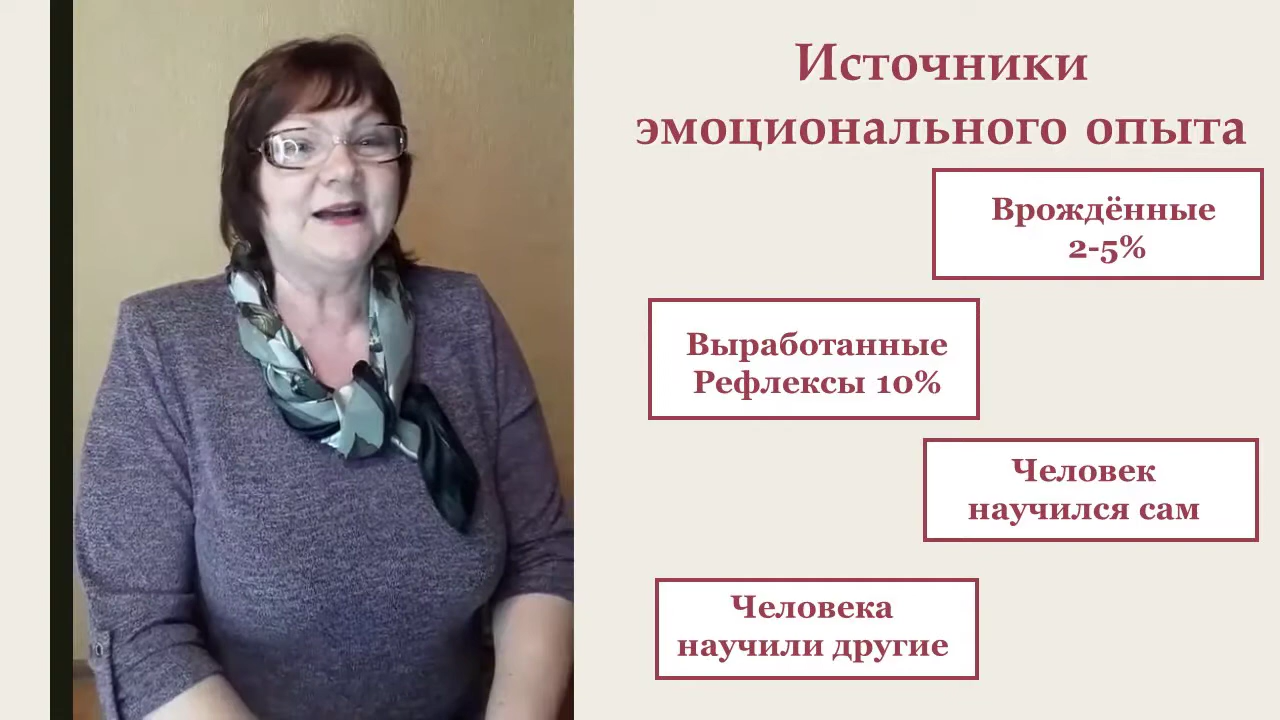 Источники
эмоционального опыта
Врождённые
2-5%
Выработанные
Рефлексы 10%
Человек
научился сам
Человека
научили другие